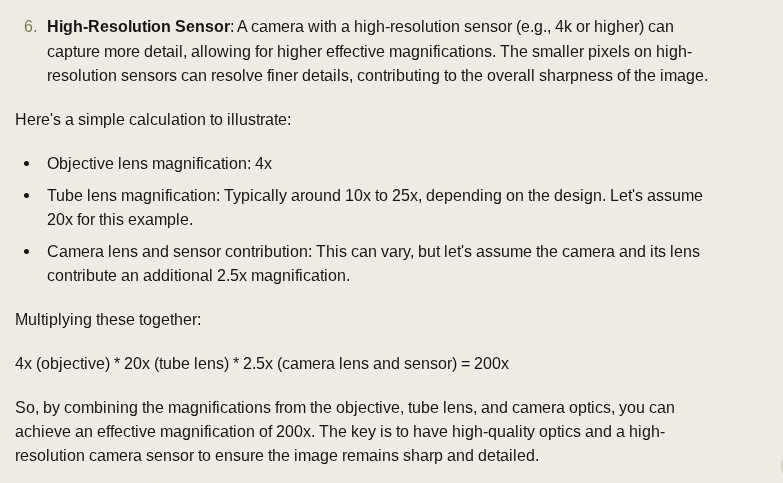 6. High-Resolution Sensor: A camera with a high-resolution sensor (e.g., 4k or higher) can
capture more detail, allowing for higher effective magnifications. The smaller pixels on high-
resolution sensors can resolve finer details, contributing to the overall sharpness of the image.
Here's a simple calculation to illustrate:
• Objective lens magnification: 4x
• Tube lens magnification: Typically around 10x to 25x, depending on the design. Let's assume
20x for this example.
• Camera lens and sensor contribution: This can vary, but let's assume the camera and its lens
contribute an additional 2.5x magnification.
Multiplying these together:
4x (objective) * 20x (tube lens) * 2.5x (camera lens and sensor) = 200x
So, by combining the magnifications from the objective, tube lens, and camera optics, you can
achieve an effective magnification of 200x. The key is to have high-quality optics and a high-
resolution camera sensor to ensure the image remains sharp and detailed.